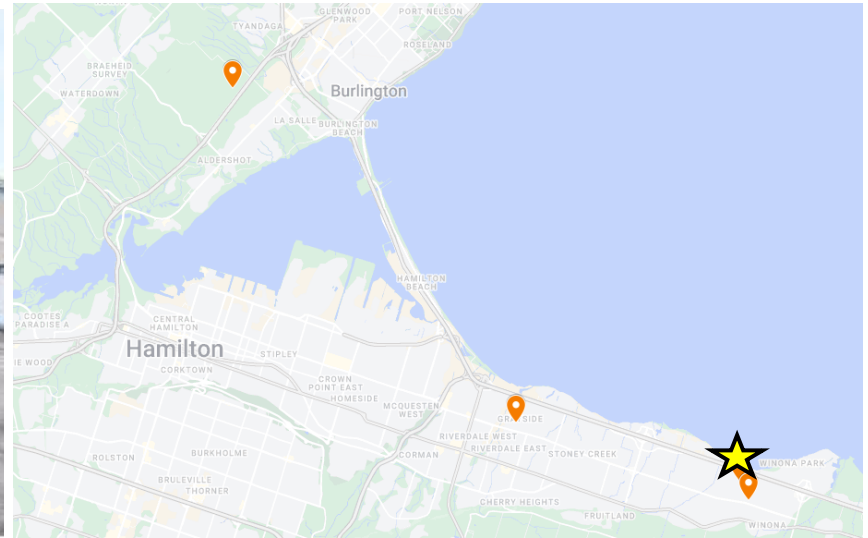 GLENWOOD
PARK
PORT NELSON
TYANDAGA
ROSELAND
BRAEHEID
SURVEY
WATERDOWN
Burlington
LA SALLE
BURLINGTON
BEACH
ALDERSHOT
HAMILTON
BEACH
COOTES
PARADISE A
CENTRAL
HAMILTON
Hamilton
STIPLEY
IE WOOD
CORKTOWN
CROWN
POINT EAST
HOMESIDE
MCQUESTEN
WEST
RIVERDALE WEST
RIVERDALE EAST
STONEY CREEK
ROLSTON
BURKHOLME
CORMAN
WINONA PARK
BRULEVILLE
THORNER
CHERRY HEIGHTS
FRUITLAND
WINONA